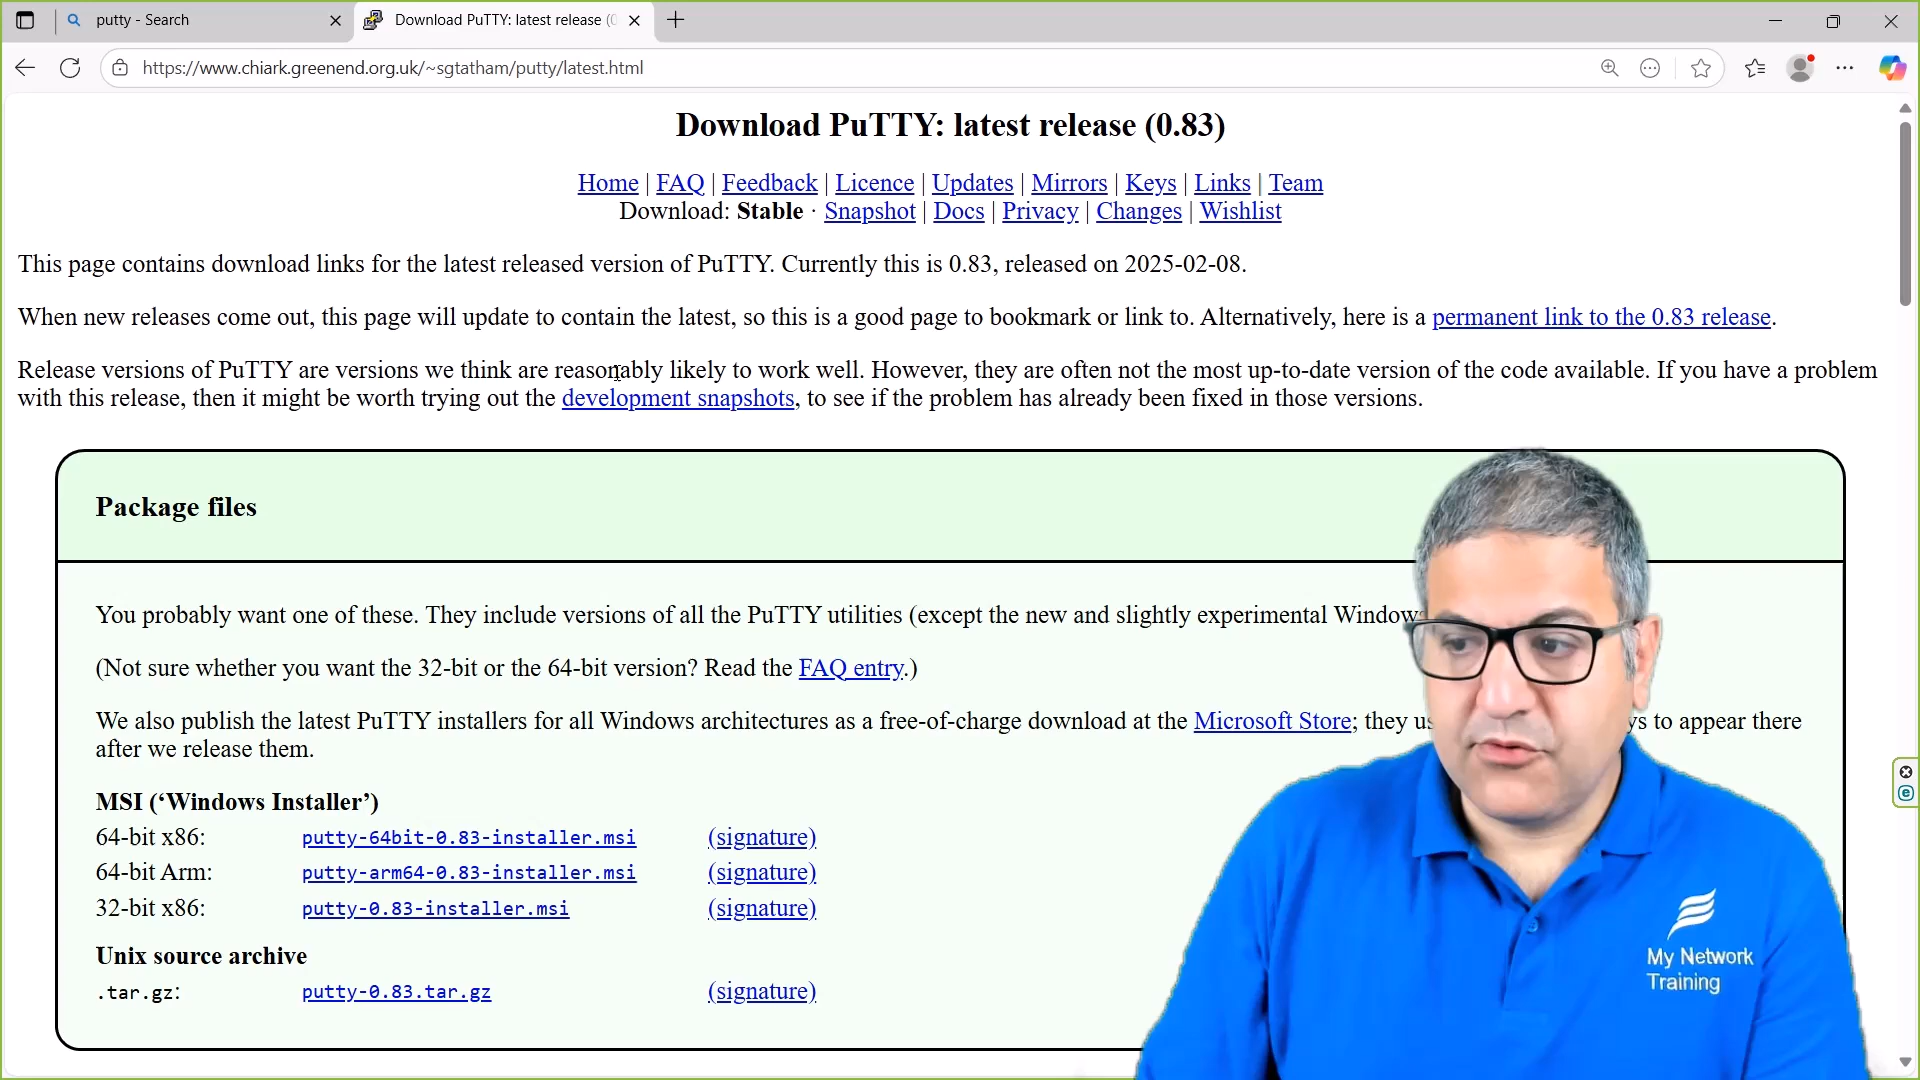 putty - Search
Download PuTTY: latest release (0
https://www.chiark.greenend.org.uk/~sgtatham/putty/latest.html
Download PuTTY: latest release (0.83)
Home | FAQ | Feedback | Licence | Updates | Mirrors | Keys | Links | Team
Download: Stable · Snapshot | Docs | Privacy | Changes | Wishlist
This page contains download links for the latest released version of PuTTY. Currently this is 0.83, released on 2025-02-08.
When new releases come out, this page will update to contain the latest, so this is a good page to bookmark or link to. Alternatively, here is a permanent link to the 0.83 release.
Release versions of PuTTY are versions we think are reasonably likely to work well. However, they are often not the most up-to-date version of the code available. If you have a problem
with this release, then it might be worth trying out the development snapshots, to see if the problem has already been fixed in those versions.
Package files
You probably want one of these. They include versions of all the PuTTY utilities (except the new and slightly experimental Window
(Not sure whether you want the 32-bit or the 64-bit version? Read the FAQ entry.)
We also publish the latest PuTTY installers for all Windows architectures as a free-of-charge download at the Microsoft Store; they us ys to appear there
after we release them.
MSI (‘Windows Installer’)
64-bit x86: putty-64bit-0.83-installer.msi (signature)
64-bit Arm: putty-arm64-0.83-installer.msi (signature)
32-bit x86: putty-0.83-installer.msi (signature)
Unix source archive
.tar.gz: putty-0.83.tar.gz (signature)
My Network
Training